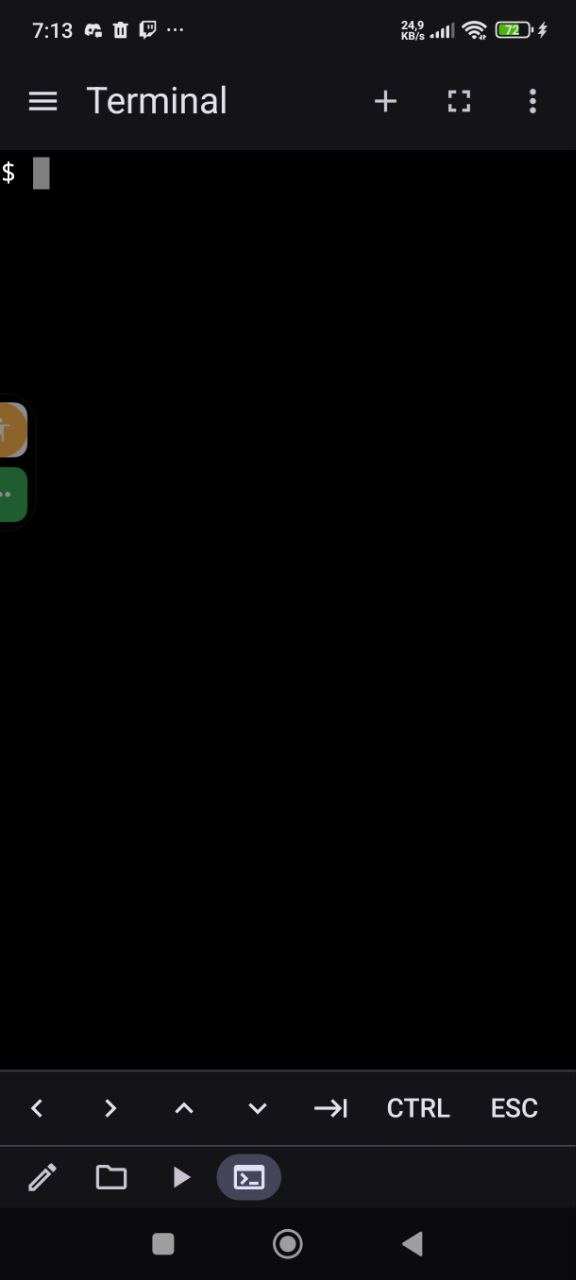 7:13 ··· 24,9 KB/s 72
Terminal
$
CTRL ESC